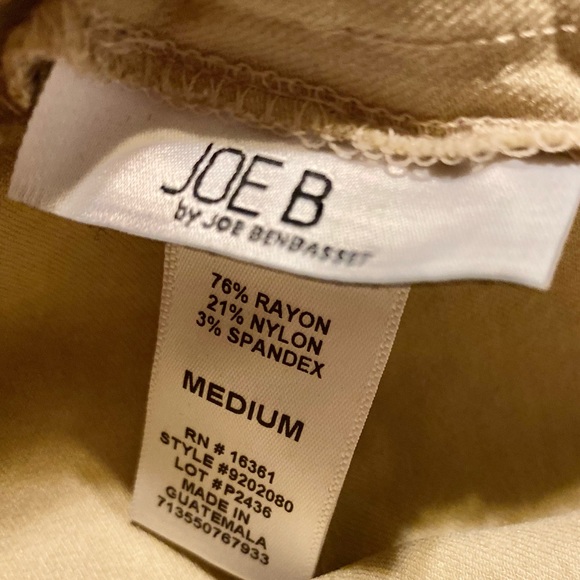 JOE B
by JOE BENBASSET
76% RAYON
21% NYLON
3% SPANDEX
MEDIUM
RN # 16361
STYLE #9202080
LOT #P2436
MADE IN
GUATEMALA
713550767933